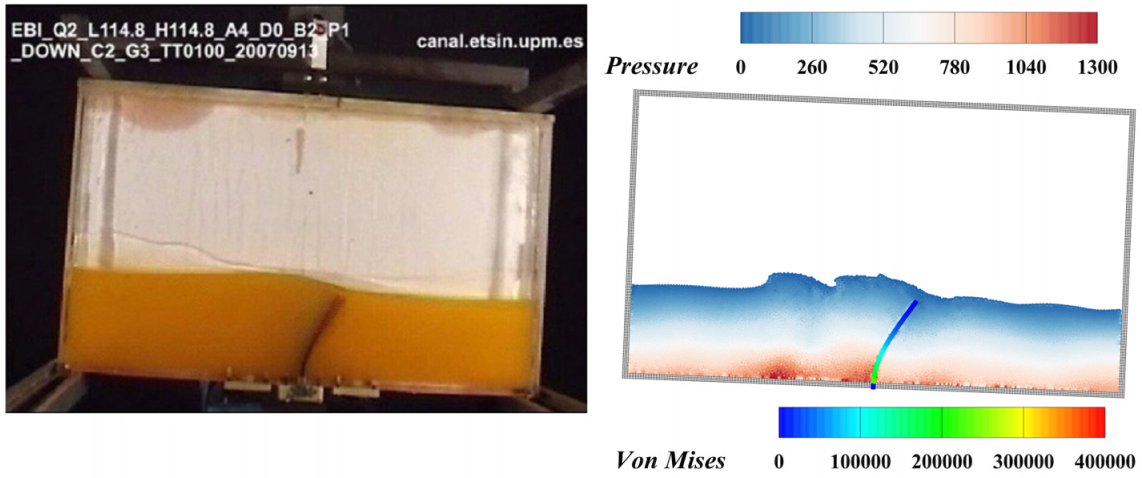 EBI_Q2_L114.8_H114.8_A4_D0_B2_P1
_DOWN_C2_G3_TT0100_20070913
canal.etsin.upm.es
Pressure 0 260 520 780 1040 1300
Von Mises 0 100000 200000 300000 400000